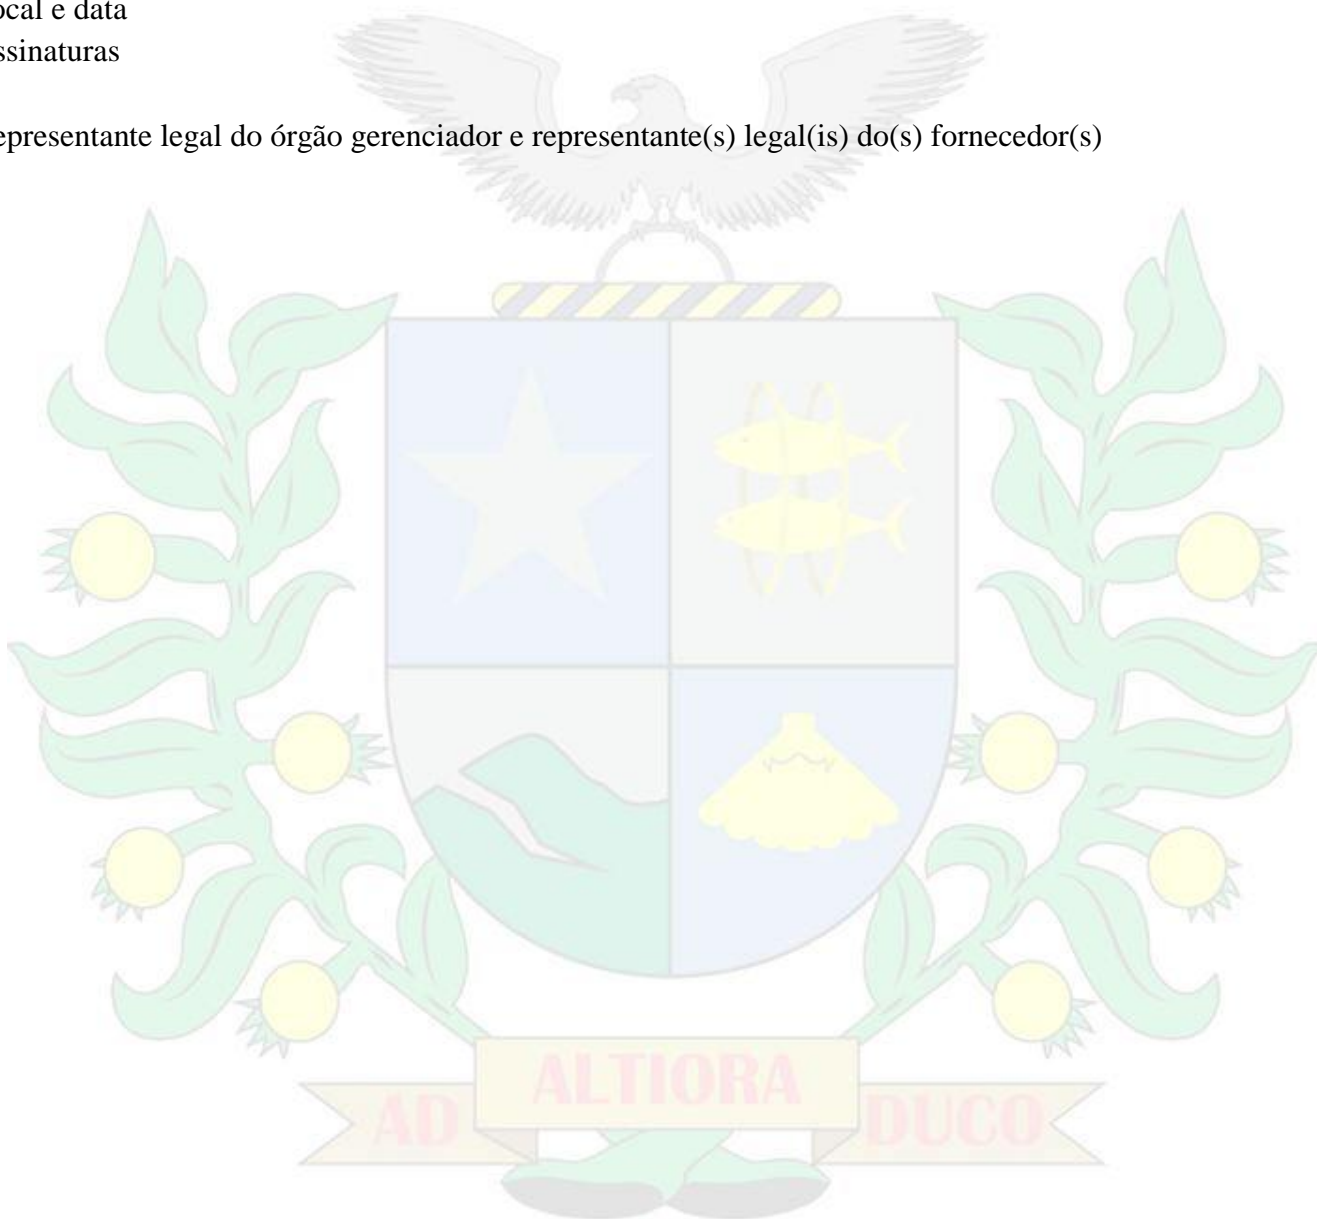 ocal e data
ssinaturas
epresentante legal do órgão gerenciador e representante(s) legal(is) do(s) fornecedor(s)
AD ALTIORA DUCO